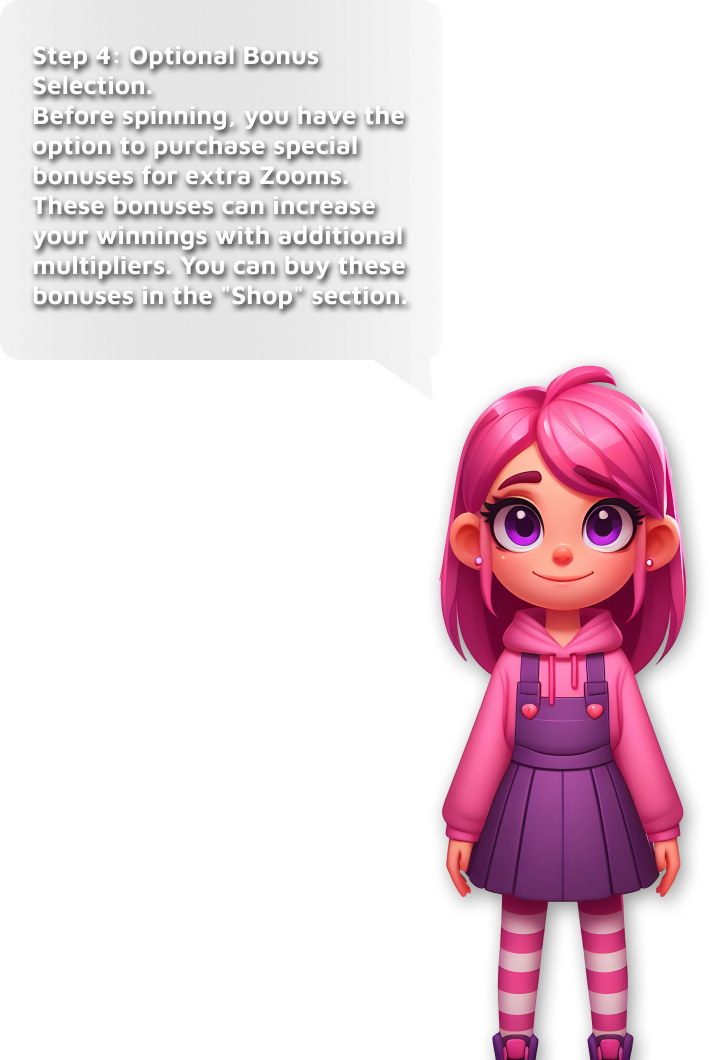 Step 4: Optional Bonus
Selection.
Before spinning, you have the
option to purchase special
bonuses for extra Zooms.
These bonuses can increase
your winnings with additional
multipliers. You can buy these
bonuses in the "Shop" section.